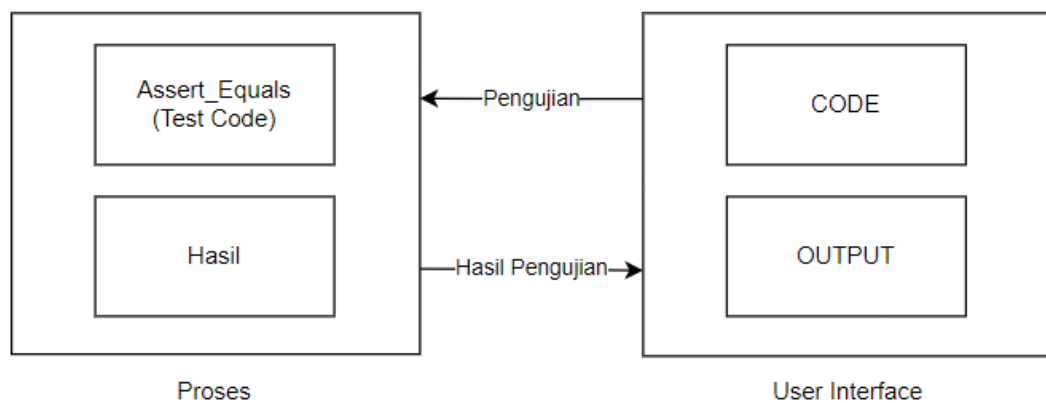 Assert_Equals
(Test Code)
Pengujian
CODE
Hasil
Hasil Pengujian
OUTPUT
Proses
User Interface